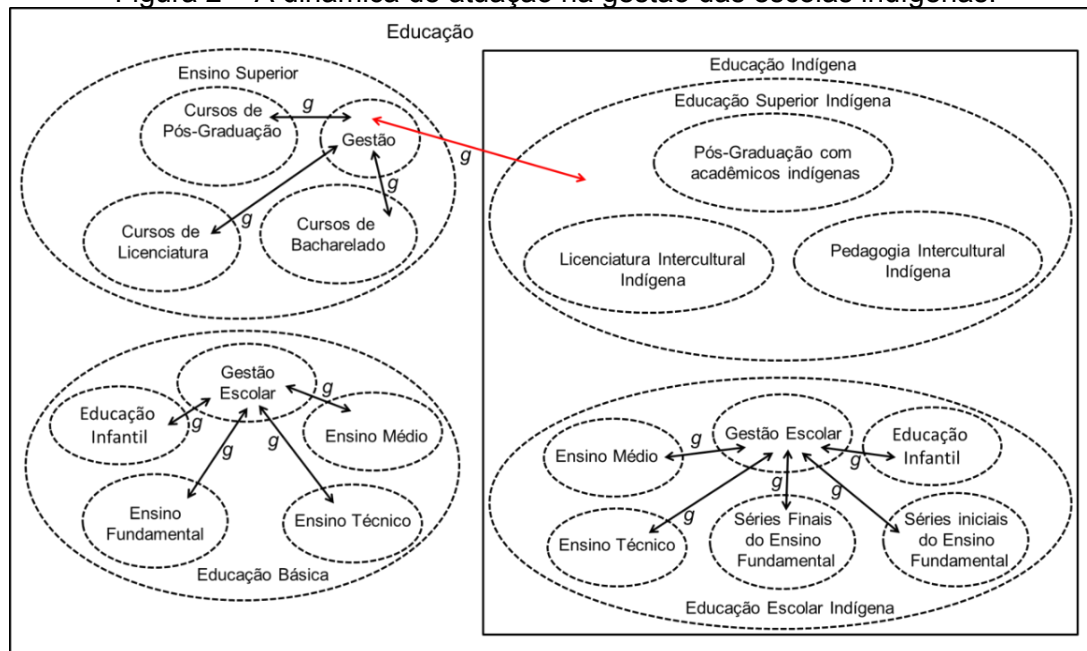 Figura 2 – A dinâmica de atuação na gestão das escolas indígenas.
Educação
Ensino Superior
Cursos de
Pós-Graduação
g
Gestão
g
g
Cursos de
Licenciatura
Cursos de
Bacharelado
g
Educação Indígena
Educação Superior Indígena
Pós-Graduação com
acadêmicos indígenas
Licenciatura Intercultural
Indígena
Pedagogia Intercultural
Indígena
Gestão
Escolar
g
Educação
Infantil
g
Ensino Médio
g
g
Ensino
Fundamental
Ensino Técnico
Educação Básica
Gestão Escolar
Educação
Infantil
Ensino Médio
g
g
g
g
g
Ensino Técnico
Séries Finais
do Ensino
Fundamental
Séries iniciais
do Ensino
Fundamental
Educação Escolar Indígena